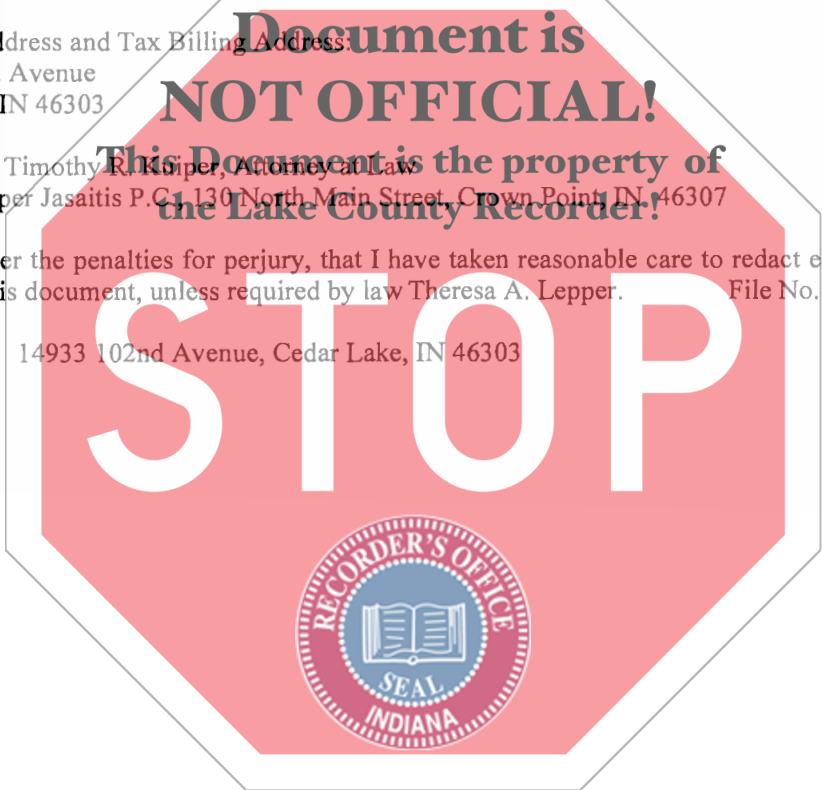 Document is
NOT OFFICIAL!
This Document is the property of
the Lake County Recorder!
ddress and Tax Billing Address:
Avenue
IN 46303
Timothy R. Kuiper, Attorney at Law
per Jasaitis P.C., 130 North Main Street, Crown Point, IN 46307
er the penalties for perjury, that I have taken reasonable care to redact e
is document, unless required by law Theresa A. Lepper. File No.
14933 102nd Avenue, Cedar Lake, IN 46303
STOP
RECORDER'S OFFICE
SEAL
INDIANA